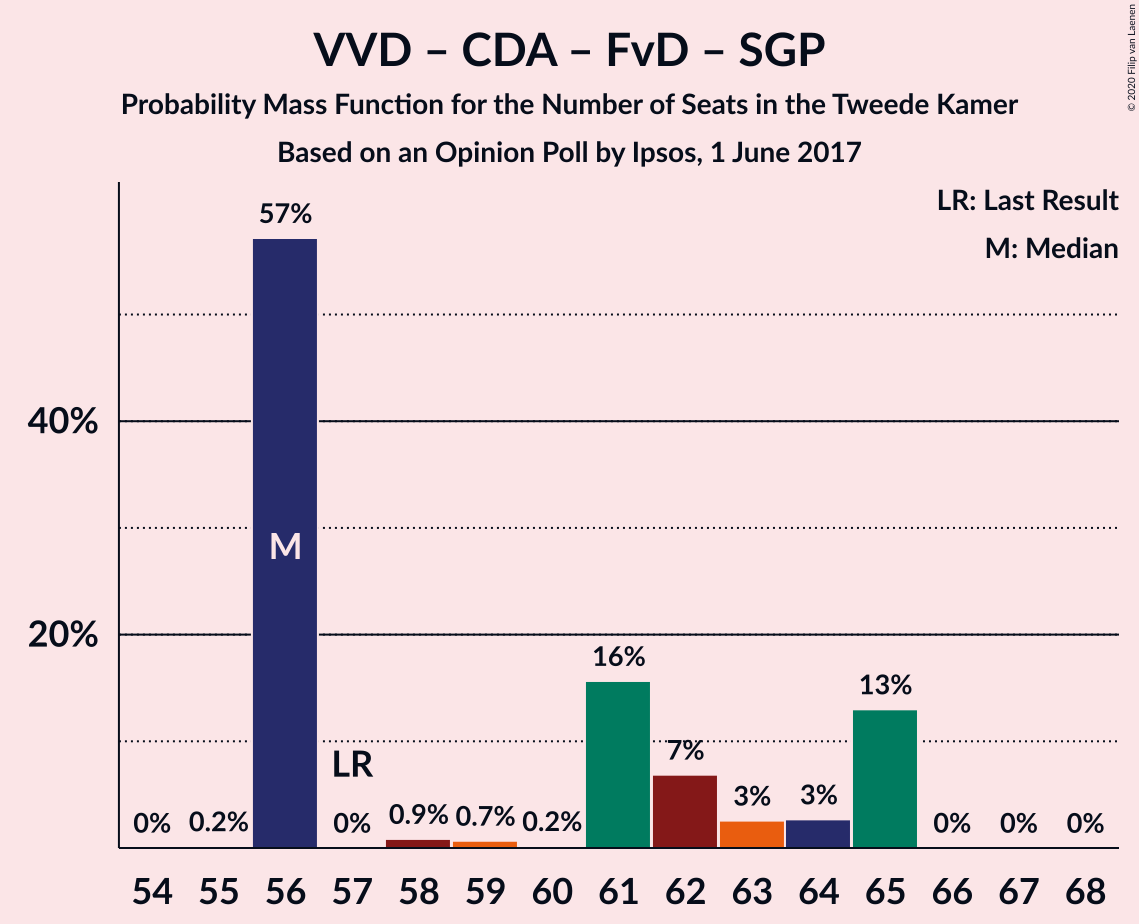 VVD – CDA – FvD – SGP
Probability Mass Function for the Number of Seats in the Tweede Kamer
Based on an Opinion Poll by Ipsos, 1 June 2017
© 2020 Filip van Laenen
LR: Last Result
M: Median
57%
40%
M
20%
16%
13%
7%
LR
0% 0.2% 0% 0.9% 0.7% 0.2% 3% 3% 0% 0% 0%
54 55 56 57 58 59 60 61 62 63 64 65 66 67 68